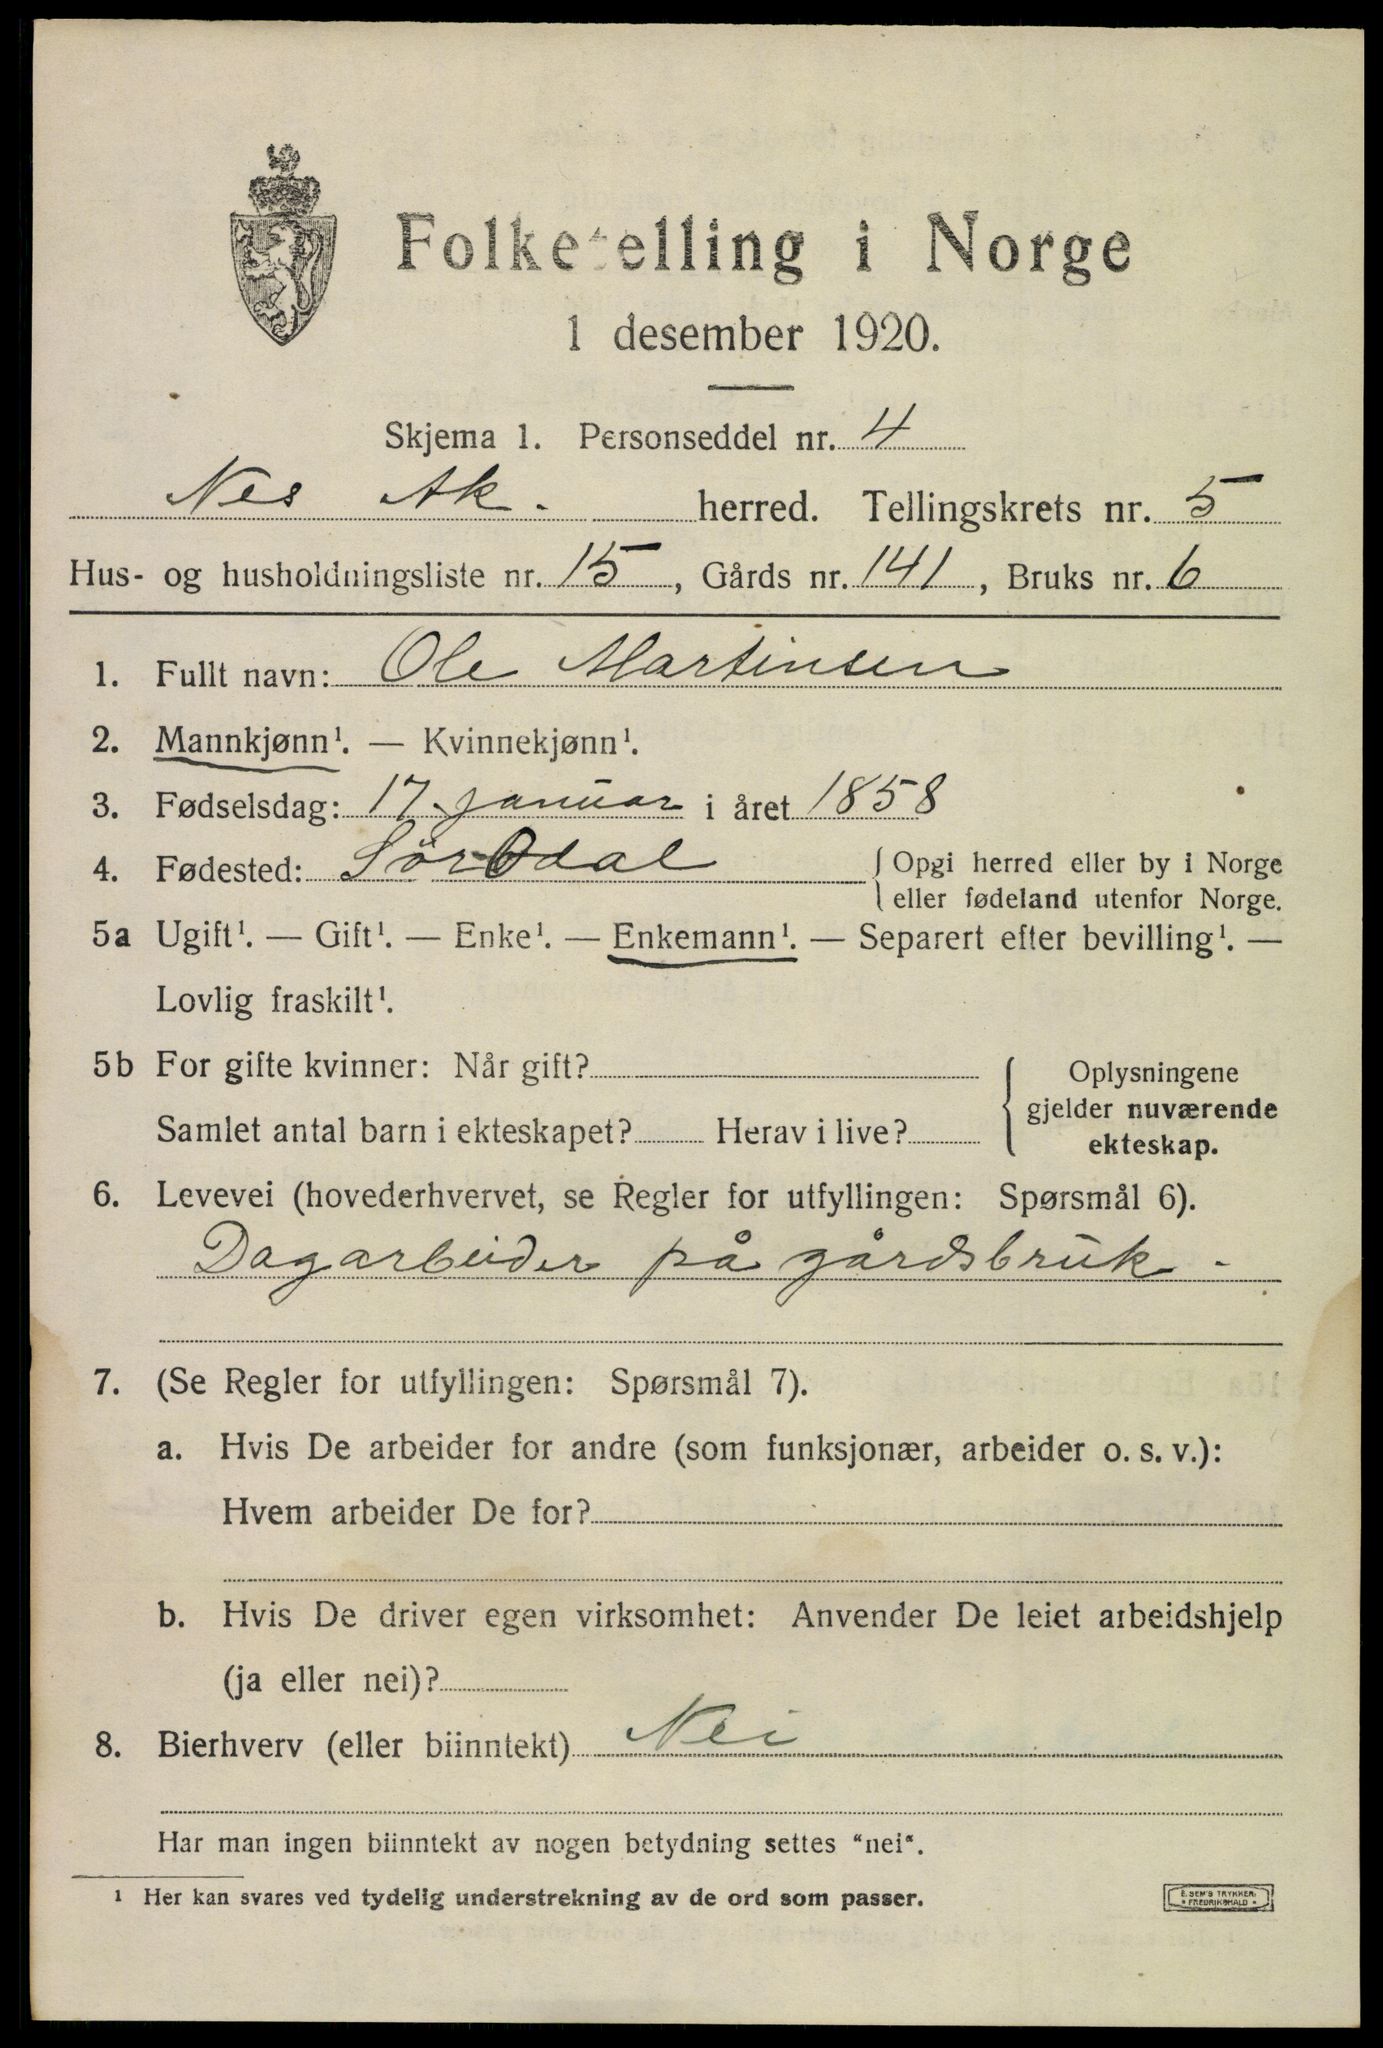 Folketelling i Norge
1 desember 1920.
Skjema 1. Personseddel nr. 4
Nes Ak. herred. Tellingskrets nr. 5
Hus- og husholdningsliste nr. 15, Gårds nr. 141, Bruks nr. 6
1. Fullt navn: Ole Martinsen
2. Mannkjønn¹. — Kvinnekjønn¹.
3. Fødselsdag: 17. januar i året 1858
4. Fødested: Sør Odal { Opgi herred eller by i Norge
eller fødeland utenfor Norge.
5a Ugift¹. — Gift¹. — Enke¹. — Enkemann¹. — Separert efter bevilling¹. —
Lovlig fraskilt¹.
5b For gifte kvinner: Når gift?
Samlet antal barn i ekteskapet? Herav i live?
{ Oplysningene
gjelder nuværende
ekteskap.
6. Levevei (hovederhvervet, se Regler for utfyllingen: Spørsmål 6).
Dagarbeider på gårdsbruk -
7. (Se Regler for utfyllingen: Spørsmål 7).
a. Hvis De arbeider for andre (som funksjonær, arbeider o. s. v.):
Hvem arbeider De for?
b. Hvis De driver egen virksomhet: Anvender De leiet arbeidshjelp
(ja eller nei)?
8. Bierhverv (eller biinntekt) Nei
Har man ingen biinntekt av nogen betydning settes "nei".
¹ Her kan svares ved tydelig understrekning av de ord som passer.
E. SEM'S TRYKKERI
* FREDRIKSHALD *